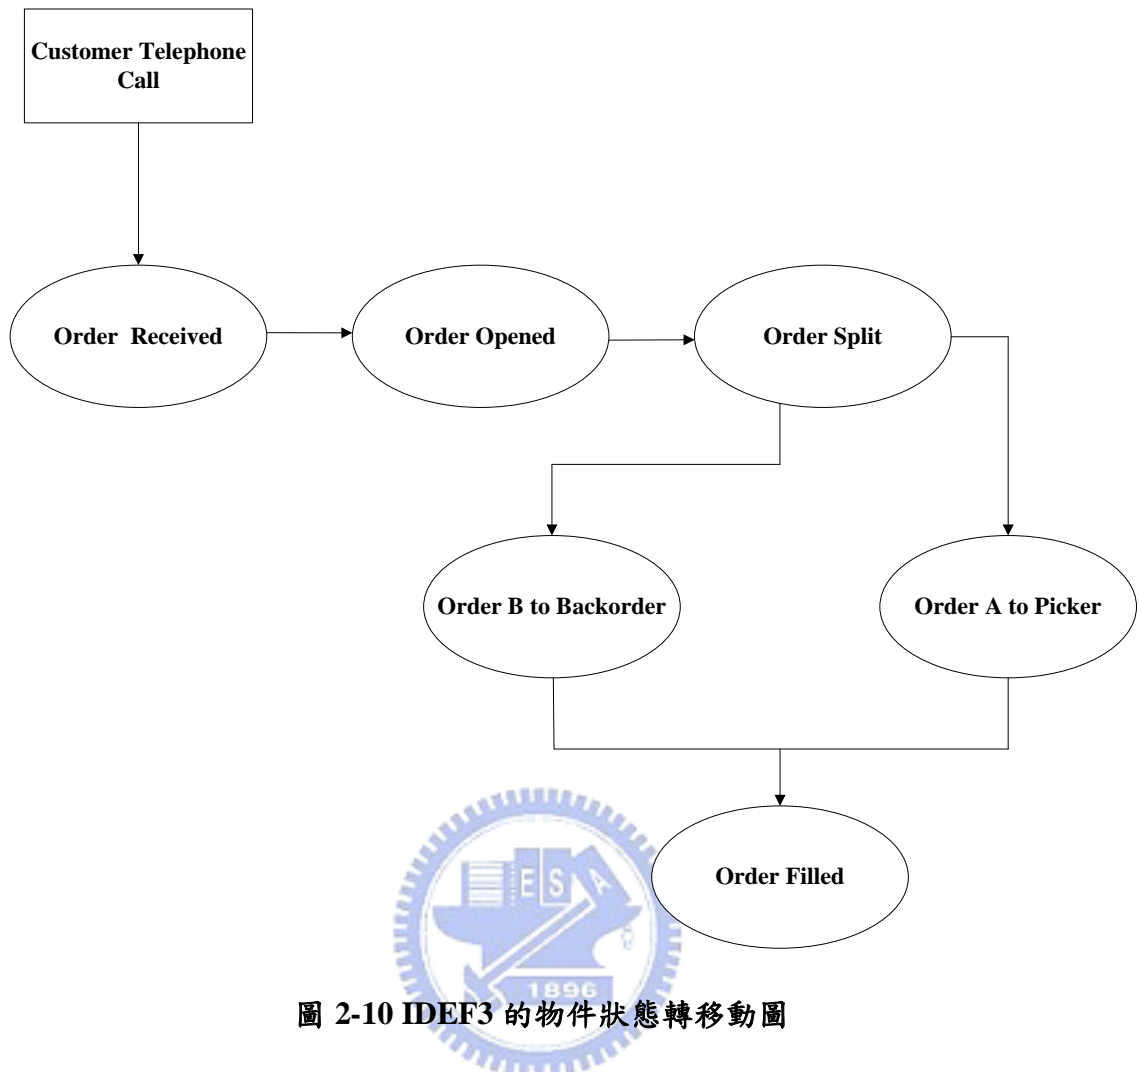 Customer Telephone
Call
Order Received
Order Opened
Order Split
Order B to Backorder
Order A to Picker
Order Filled
E S A
1896
圖 2-10 IDEF3 的物件狀態轉移動圖